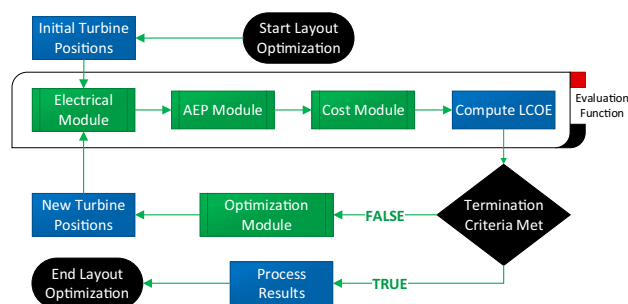 Initial Turbine
Positions
Start Layout
Optimization
Electrical
Module
AEP Module
Cost Module
Compute LCOE
Evaluation
Function
New Turbine
Positions
Optimization
Module
FALSE
Termination
Criteria Met
End Layout
Optimization
Process
Results
TRUE